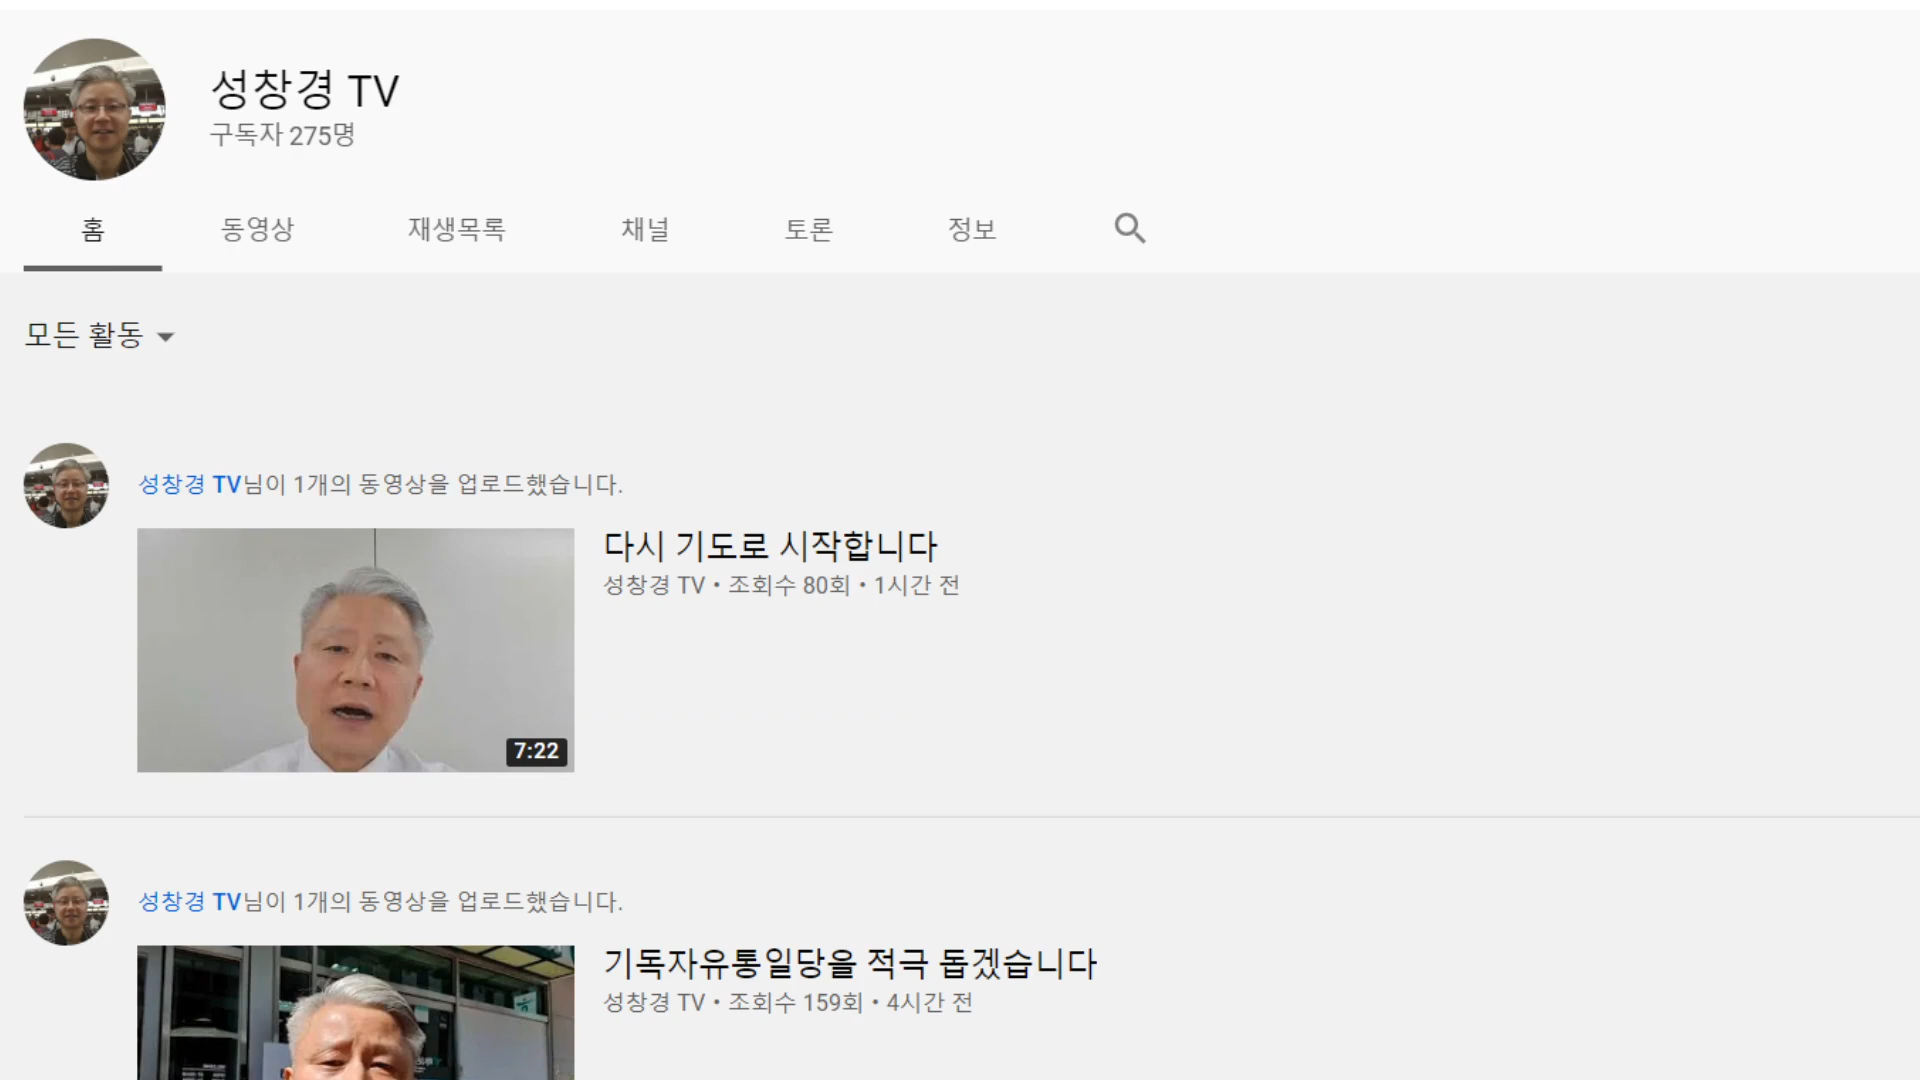 성창경 TV
구독자 275명
홈 동영상 재생목록 채널 토론 정보
모든 활동
성창경 TV님이 1개의 동영상을 업로드했습니다.
다시 기도로 시작합니다
성창경 TV • 조회수 80회 • 1시간 전
7:22
성창경 TV님이 1개의 동영상을 업로드했습니다.
기독자유통일당을 적극 돕겠습니다
성창경 TV • 조회수 159회 • 4시간 전